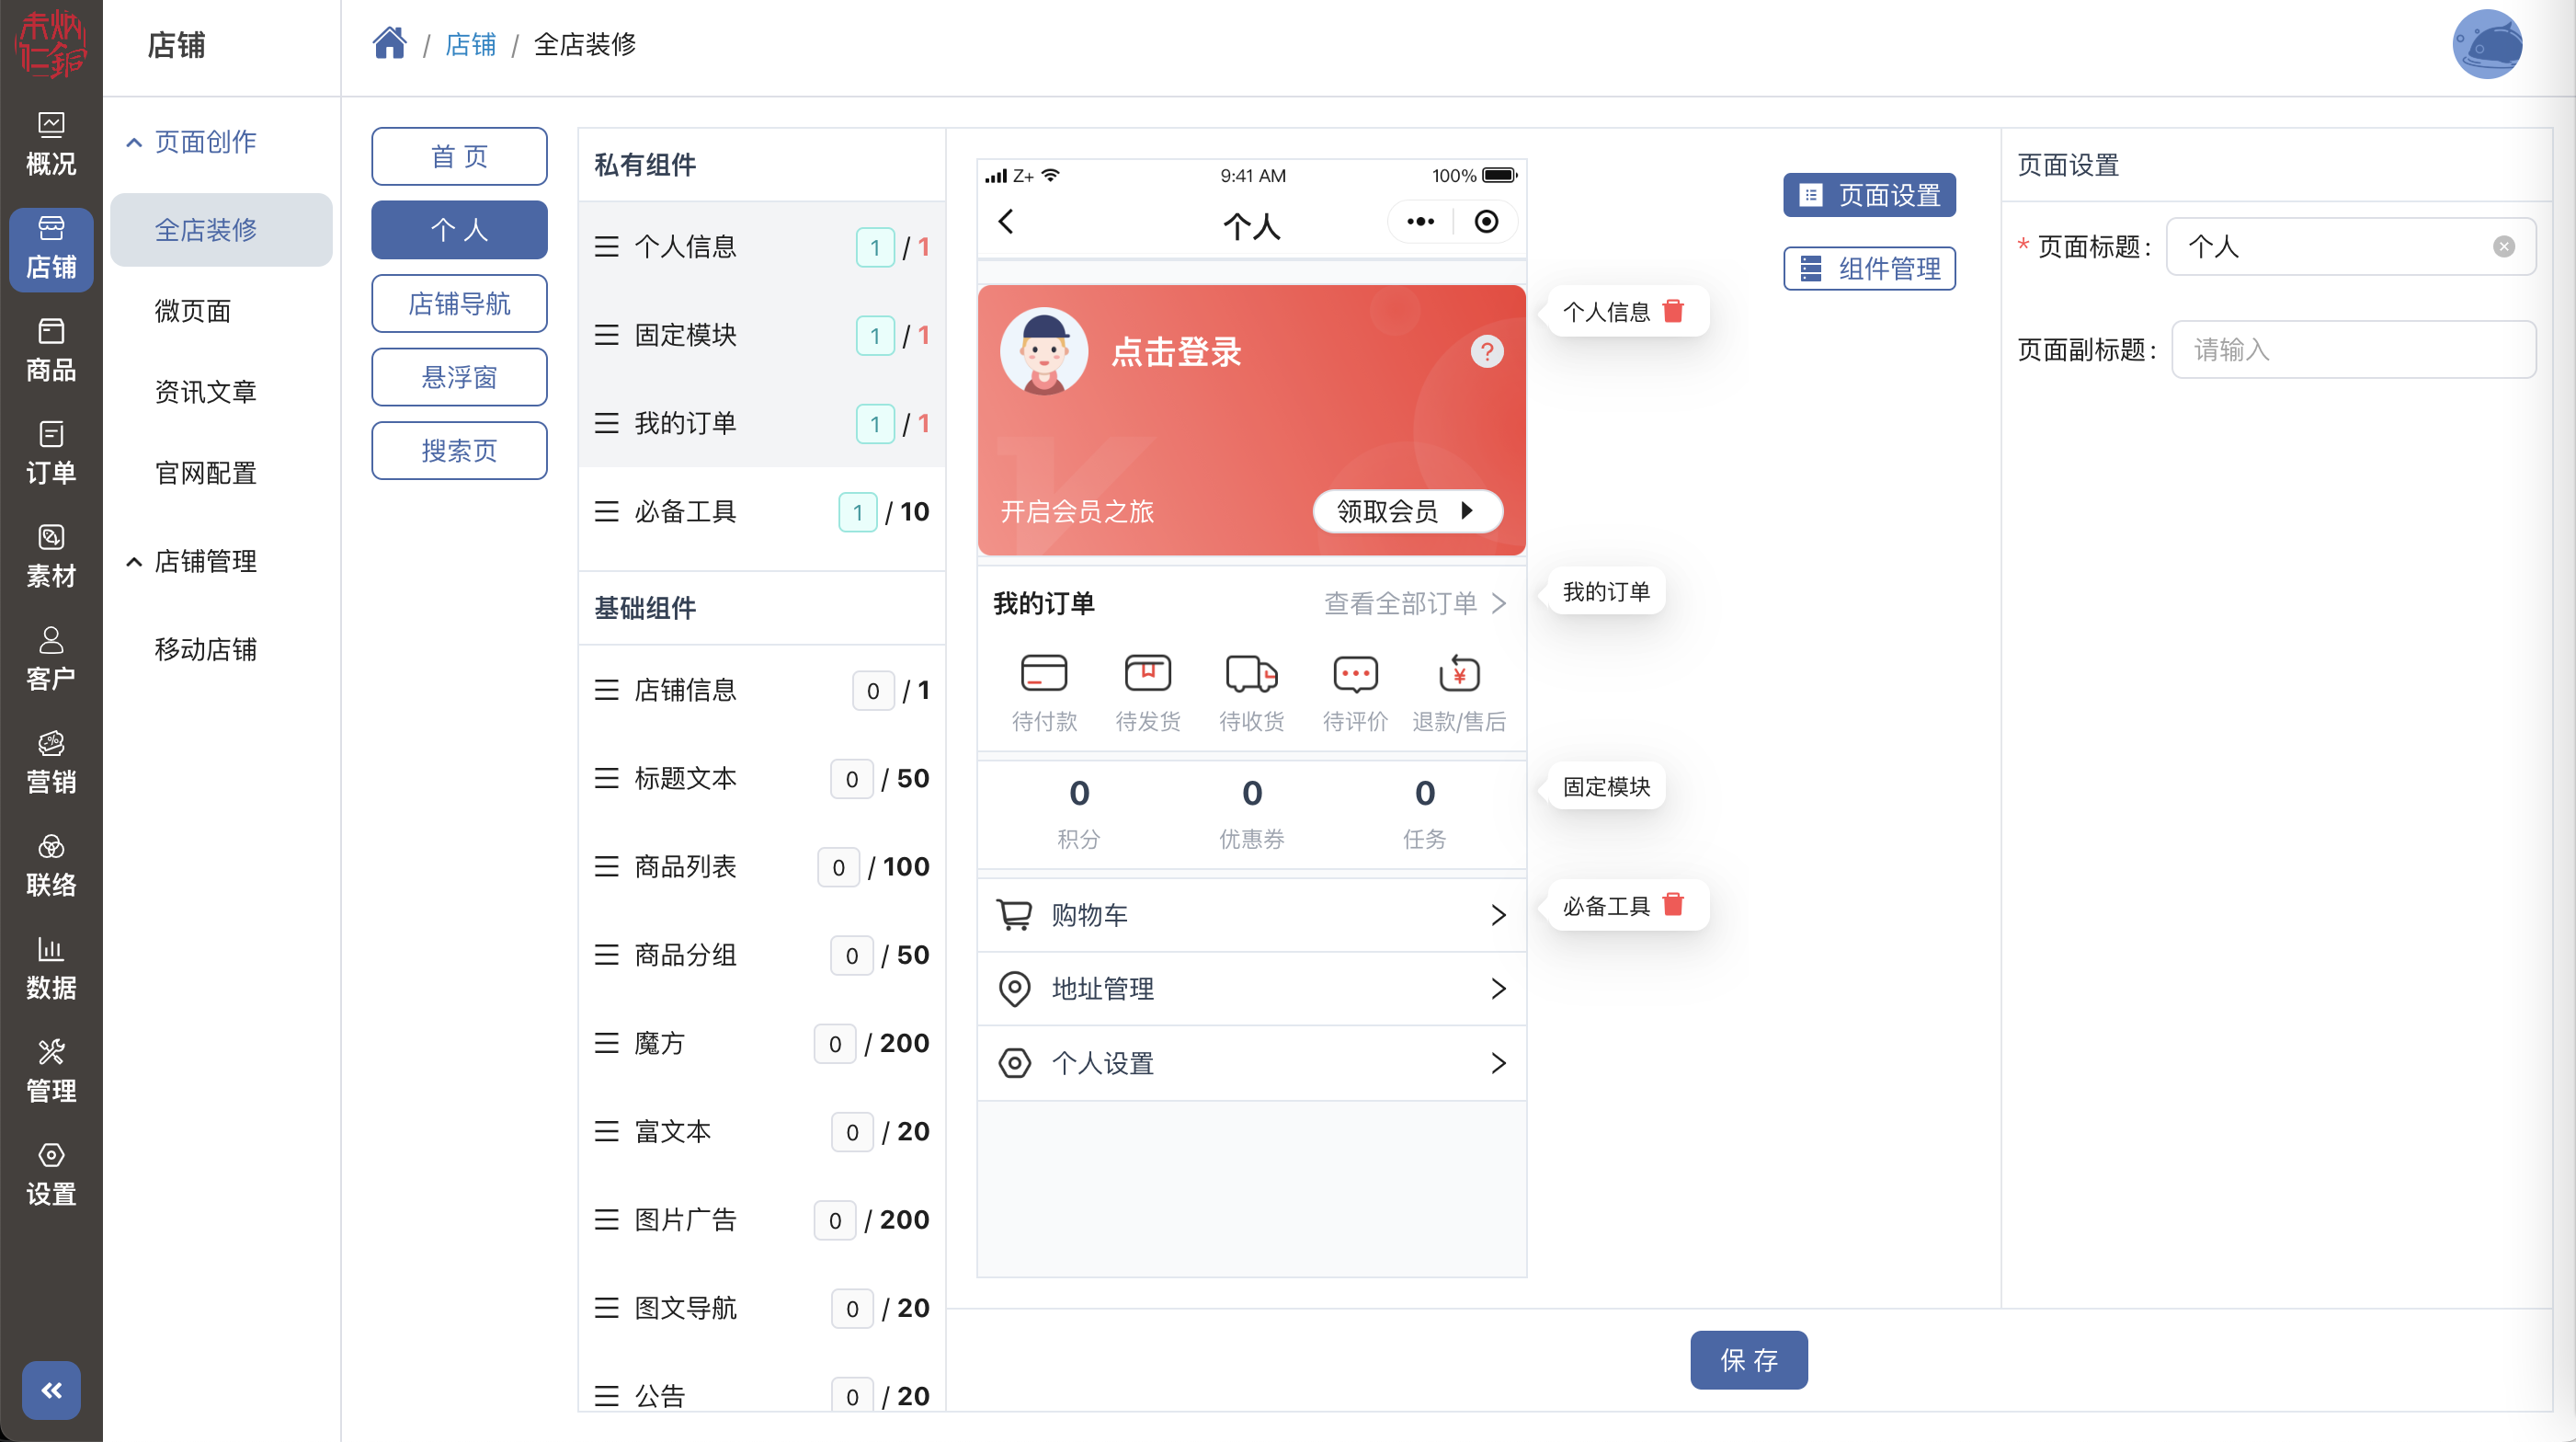 未炳
仁銅
概况
店铺
商品
订单
素材
客户
营销
联络
数据
管理
设置
店铺
页面创作
全店装修
微页面
资讯文章
官网配置
店铺管理
移动店铺
/ 店铺 / 全店装修
首 页
个 人
店铺导航
悬浮窗
搜索页
私有组件
个人信息 1 / 1
固定模块 1 / 1
我的订单 1 / 1
必备工具 1 / 10
基础组件
店铺信息 0 / 1
标题文本 0 / 50
商品列表 0 / 100
商品分组 0 / 50
魔方 0 / 200
富文本 0 / 20
图片广告 0 / 200
图文导航 0 / 20
公告 0 / 20
Z+ 9:41 AM 100%
个人
点击登录 ?
开启会员之旅 领取会员
我的订单 查看全部订单
待付款 待发货 待收货 待评价 退款/售后
0 0 0
积分 优惠券 任务
购物车
地址管理
个人设置
个人信息
我的订单
固定模块
必备工具
页面设置
组件管理
保 存
页面设置
* 页面标题: 个人
页面副标题: 请输入